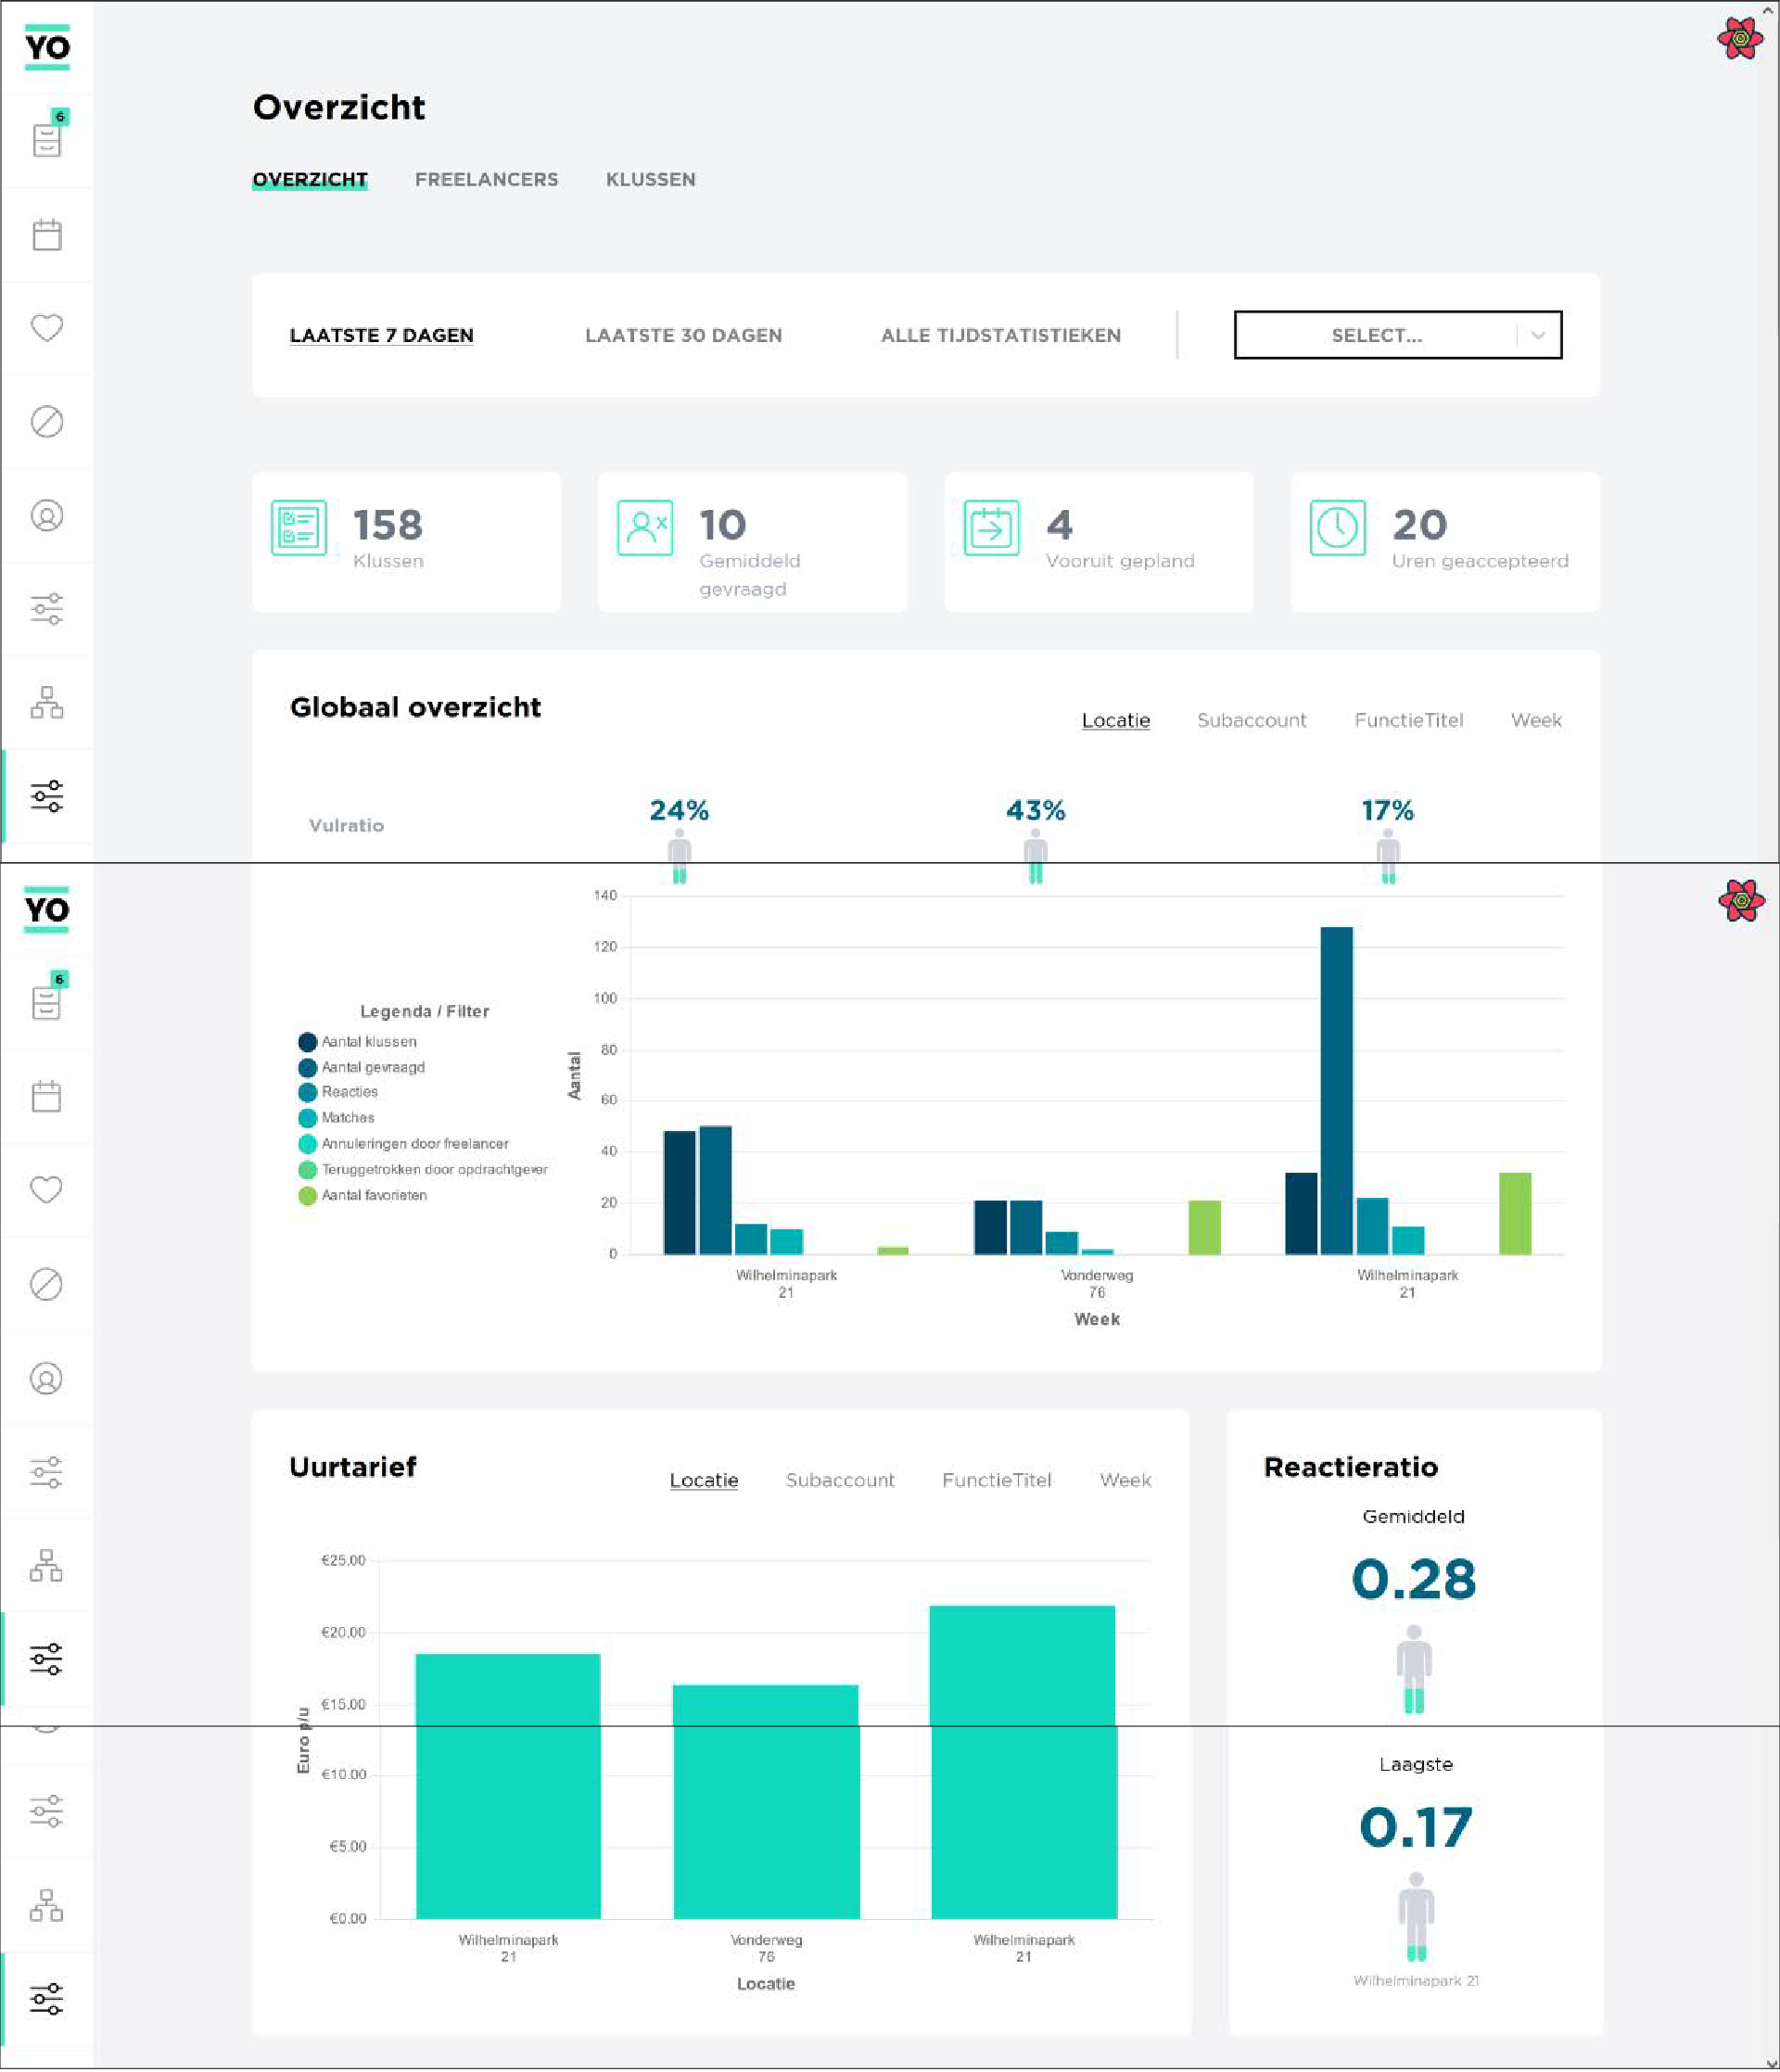 YO
6
Overzicht
OVERZICHT FREELANCERS KLUSSEN
LAATSTE 7 DAGEN LAATSTE 30 DAGEN ALLE TIJDSTATISTIEKEN SELECT...
158
Klussen
10
Gemiddeld
gevraagd
4
Vooruit gepland
20
Uren geaccepteerd
Globaal overzicht
Locatie Subaccount FunctieTitel Week
Vulratio
24% 43% 17%
YO
6
Legenda / Filter
Aantal klussen
Aantal gevraagd
Reacties
Matches
Annuleringen door freelancer
Teruggetrokken door opdrachtgever
Aantal favorieten
Aantal
140
120
100
80
60
40
20
0
Wilhelminapark
21
Vonderweg
76
Wilhelminapark
21
Week
Uurtarief
Locatie Subaccount FunctieTitel Week
Euro p/u
€25.00
€20.00
€15.00
€10.00
€5.00
€0.00
Wilhelminapark
21
Vonderweg
76
Wilhelminapark
21
Locatie
Reactieratio
Gemiddeld
0.28
Laagste
0.17
Wilhelminapark 21